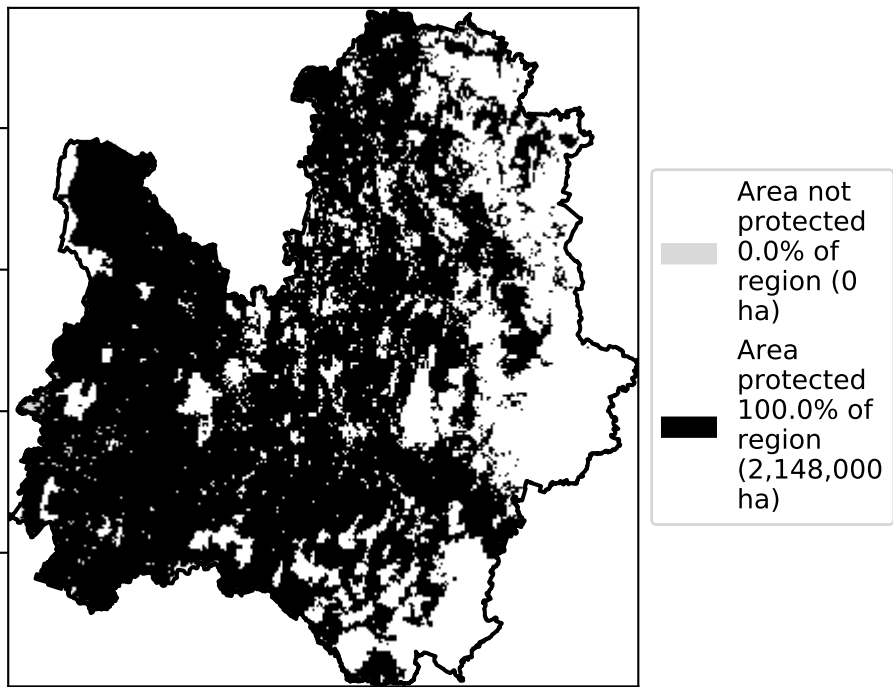 Area not
protected
0.0% of
region (0
ha)
Area
protected
100.0% of
region
(2,148,000
ha)